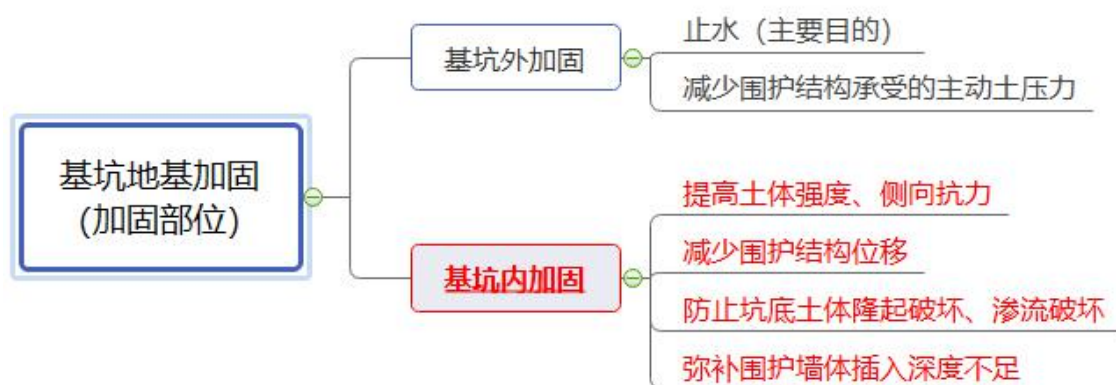 基坑地基加固
(加固部位)
基坑外加固
止水（主要目的）
减少围护结构承受的主动土压力
基坑内加固
提高土体强度、侧向抗力
减少围护结构位移
防止坑底土体隆起破坏、渗流破坏
弥补围护墙体插入深度不足